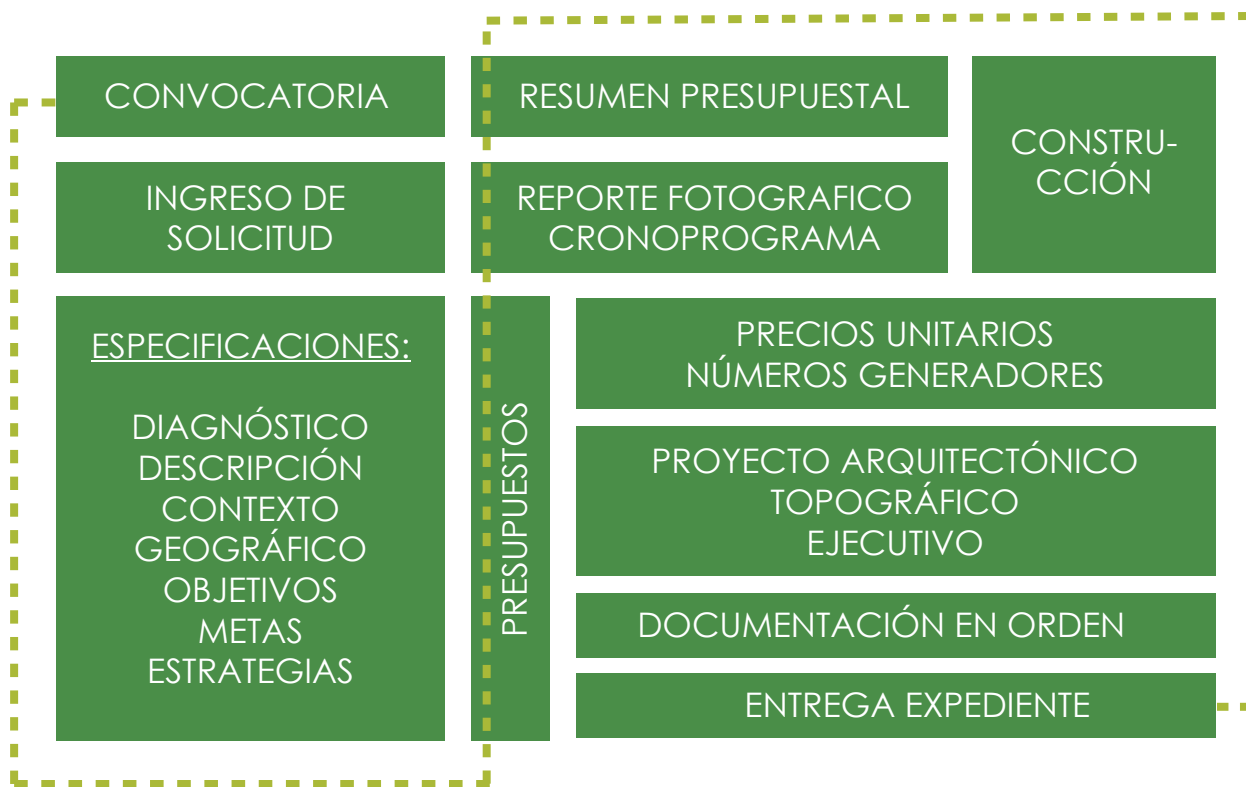 CONVOCATORIA
INGRESO DE
SOLICITUD
ESPECIFICACIONES:
DIAGNÓSTICO
DESCRIPCIÓN
CONTEXTO
GEOGRÁFICO
OBJETIVOS
METAS
ESTRATEGIAS
RESUMEN PRESUPUESTAL
REPORTE FOTOGRAFICO
CRONOPROGRAMA
CONSTRU-
CCIÓN
PRESUPUESTOS
PRECIOS UNITARIOS
NÚMEROS GENERADORES
PROYECTO ARQUITECTÓNICO
TOPOGRÁFICO
EJECUTIVO
DOCUMENTACIÓN EN ORDEN
ENTREGA EXPEDIENTE